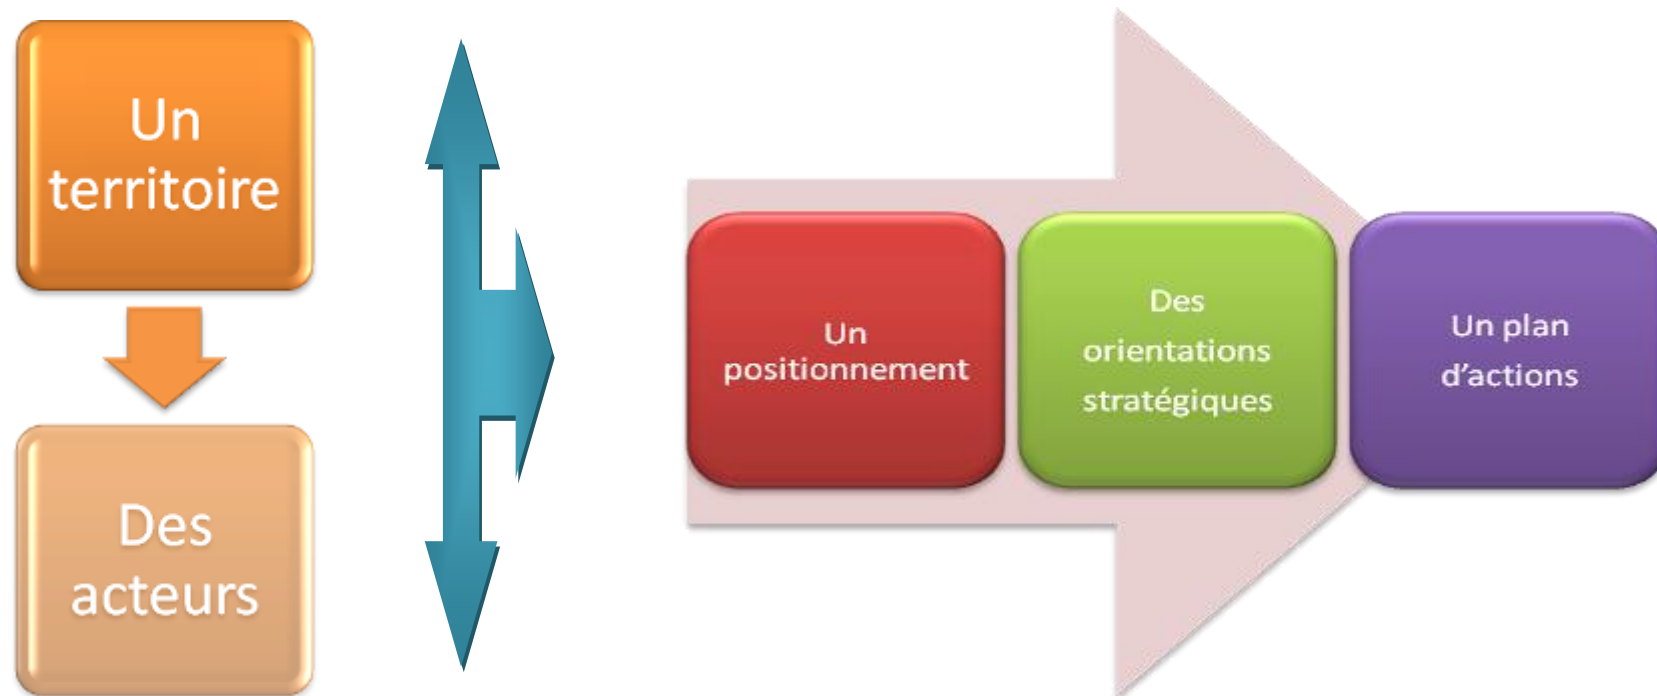 Un
territoire
Des
acteurs
Un
positionnement
Des
orientations
stratégiques
Un plan
d’actions